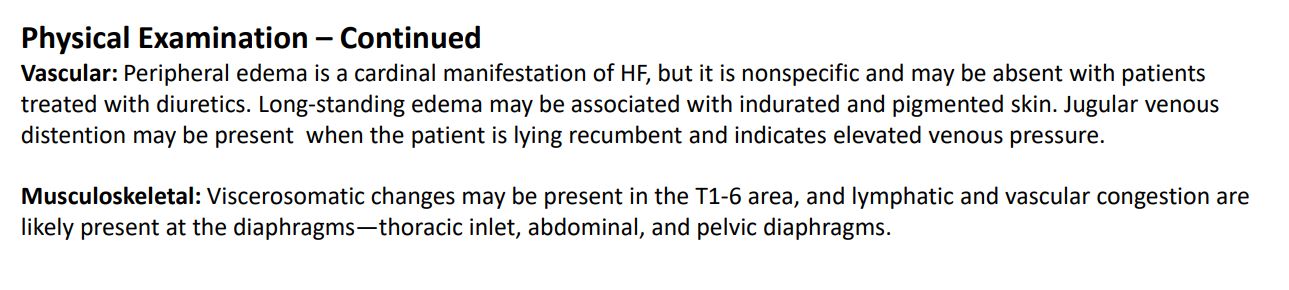 Physical Examination – Continued
Vascular: Peripheral edema is a cardinal manifestation of HF, but it is nonspecific and may be absent with patients
treated with diuretics. Long-standing edema may be associated with indurated and pigmented skin. Jugular venous
distention may be present  when the patient is lying recumbent and indicates elevated venous pressure.
Musculoskeletal: Viscerosomatic changes may be present in the T1-6 area, and lymphatic and vascular congestion are
likely present at the diaphragms—thoracic inlet, abdominal, and pelvic diaphragms.